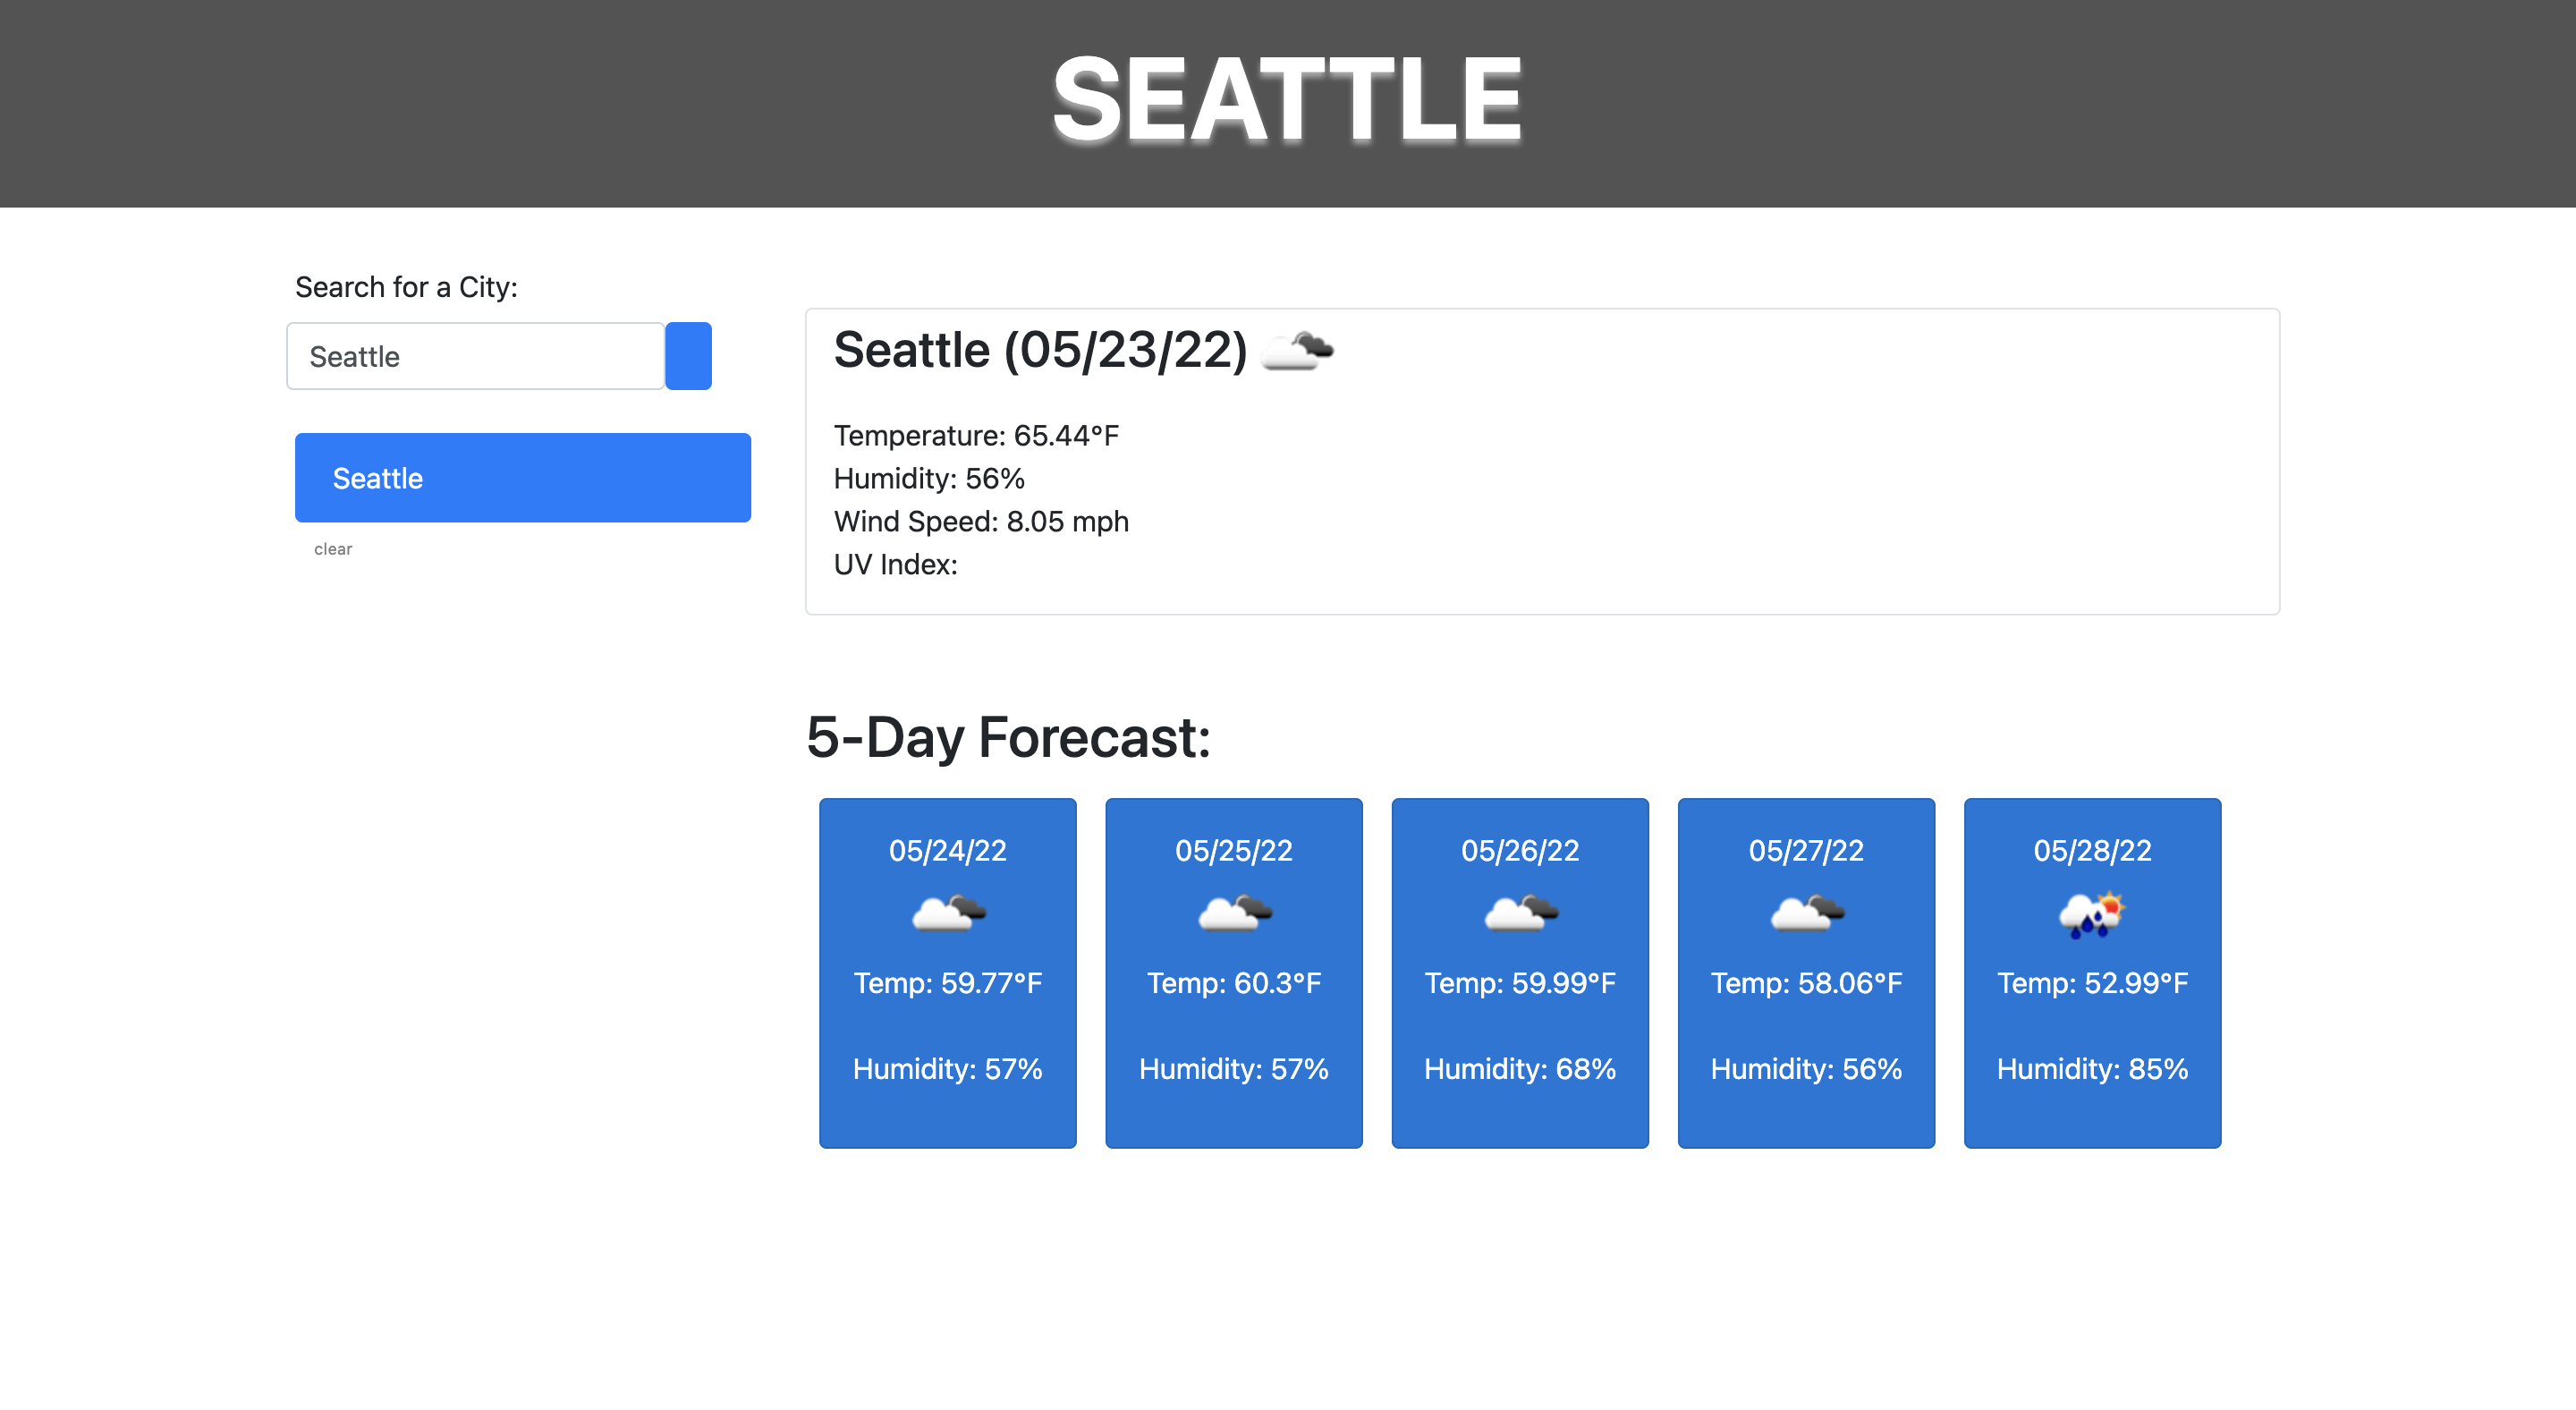 SEATTLE
Search for a City:
Seattle
Seattle
clear
Seattle (05/23/22)
Temperature: 65.44°F
Humidity: 56%
Wind Speed: 8.05 mph
UV Index:
5-Day Forecast:
05/24/22
Temp: 59.77°F
Humidity: 57%
05/25/22
Temp: 60.3°F
Humidity: 57%
05/26/22
Temp: 59.99°F
Humidity: 68%
05/27/22
Temp: 58.06°F
Humidity: 56%
05/28/22
Temp: 52.99°F
Humidity: 85%